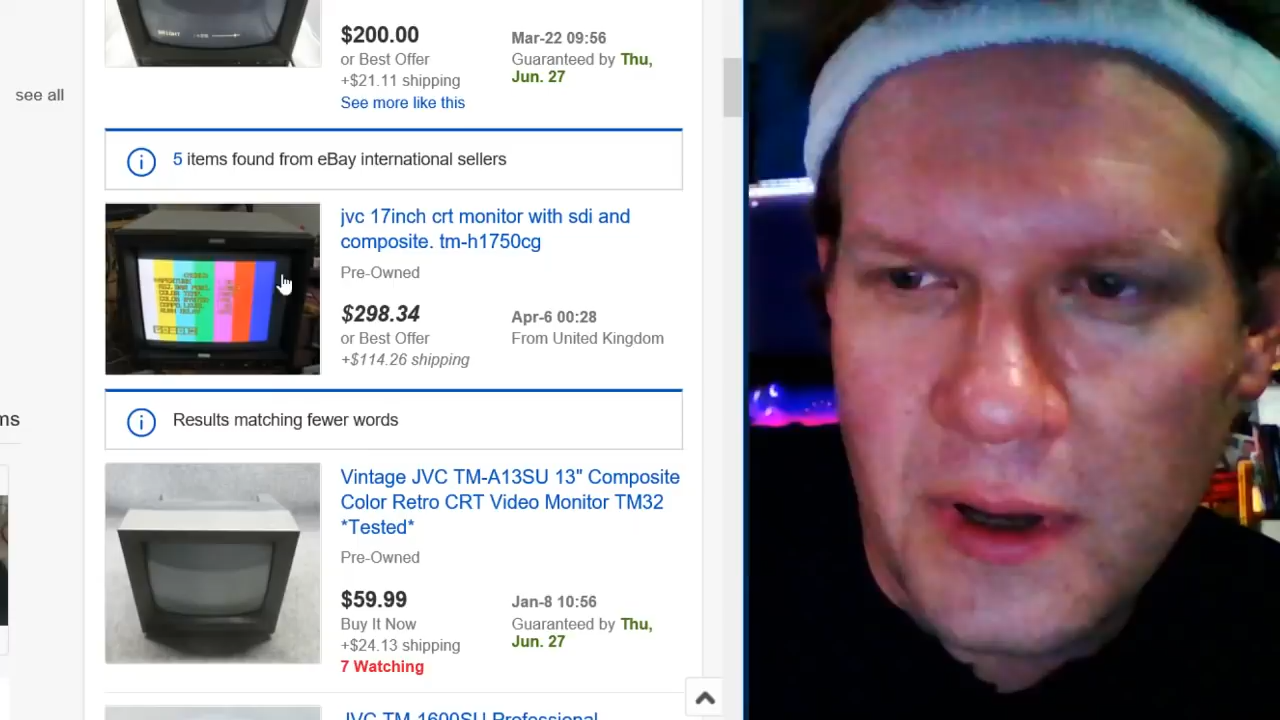 $200.00
or Best Offer
+$21.11 shipping
See more like this
Mar-22 09:56
Guaranteed by Thu,
Jun. 27
see all
5 items found from eBay international sellers
jvc 17inch crt monitor with sdi and
composite. tm-h1750cg
Pre-Owned
$298.34
or Best Offer
+$114.26 shipping
Apr-6 00:28
From United Kingdom
Results matching fewer words
ms
Vintage JVC TM-A13SU 13" Composite
Color Retro CRT Video Monitor TM32
*Tested*
Pre-Owned
$59.99
Buy It Now
+$24.13 shipping
7 Watching
Jan-8 10:56
Guaranteed by Thu,
Jun. 27
JVC TM-1600SU Professional